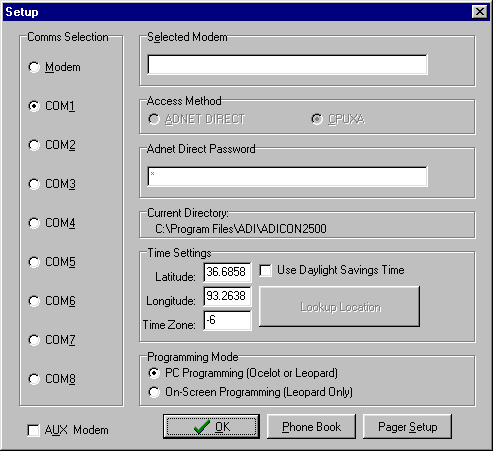 Setup
Comms Selection
Modem
COM1
COM2
COM3
COM4
COM5
COM6
COM7
COM8
AUX Modem
Selected Modem
Access Method
ADNET DIRECT
CPUXA
Adnet Direct Password
*
Current Directory:
C:\Program Files\ADI\ADICON2500
Time Settings
Latitude: 36.6858
Use Daylight Savings Time
Longitude: 93.2638
Lookup Location
Time Zone: -6
Programming Mode
PC Programming (Ocelot or Leopard)
On-Screen Programming (Leopard Only)
OK
Phone Book
Pager Setup